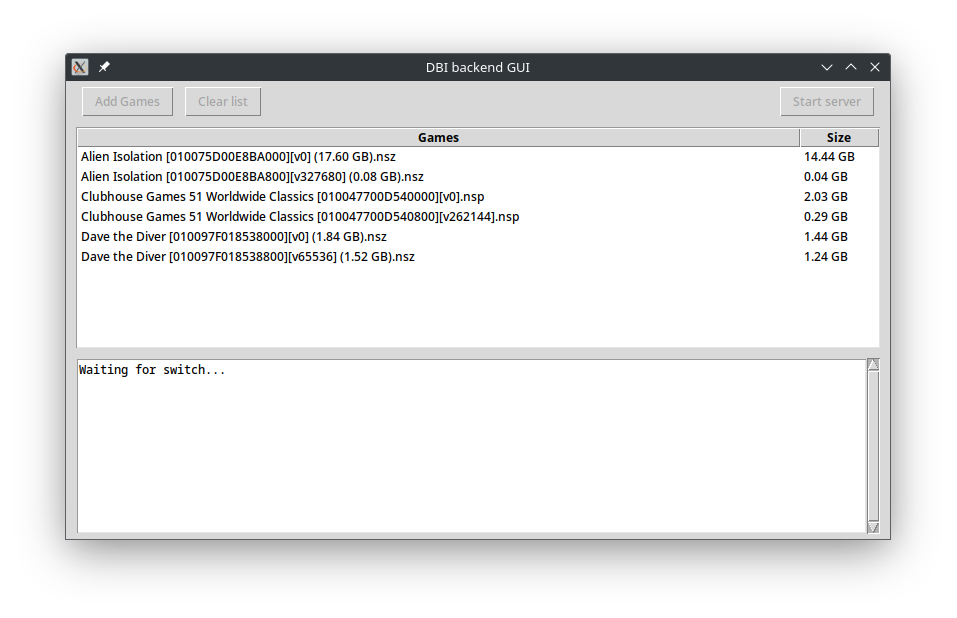 DBI backend GUI
Add Games Clear list Start server
Games Size
Alien Isolation [010075D00E8BA000][v0] (17.60 GB).nsz 14.44 GB
Alien Isolation [010075D00E8BA800][v327680] (0.08 GB).nsz 0.04 GB
Clubhouse Games 51 Worldwide Classics [010047700D540000][v0].nsp 2.03 GB
Clubhouse Games 51 Worldwide Classics [010047700D540800][v262144].nsp 0.29 GB
Dave the Diver [010097F018538000][v0] (1.84 GB).nsz 1.44 GB
Dave the Diver [010097F018538800][v65536] (1.52 GB).nsz 1.24 GB
Waiting for switch...